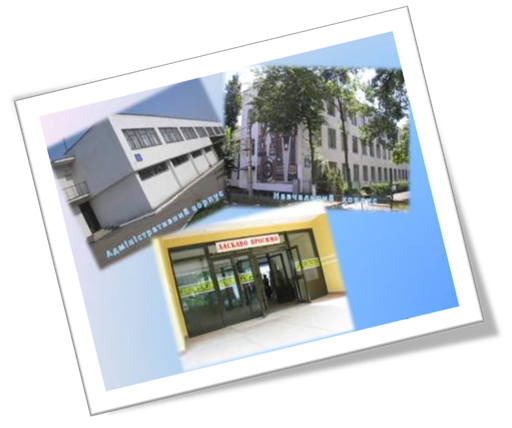 Адміністративний корпус
Навчальний корпус
ЛАСКАВО ПРОСИМО